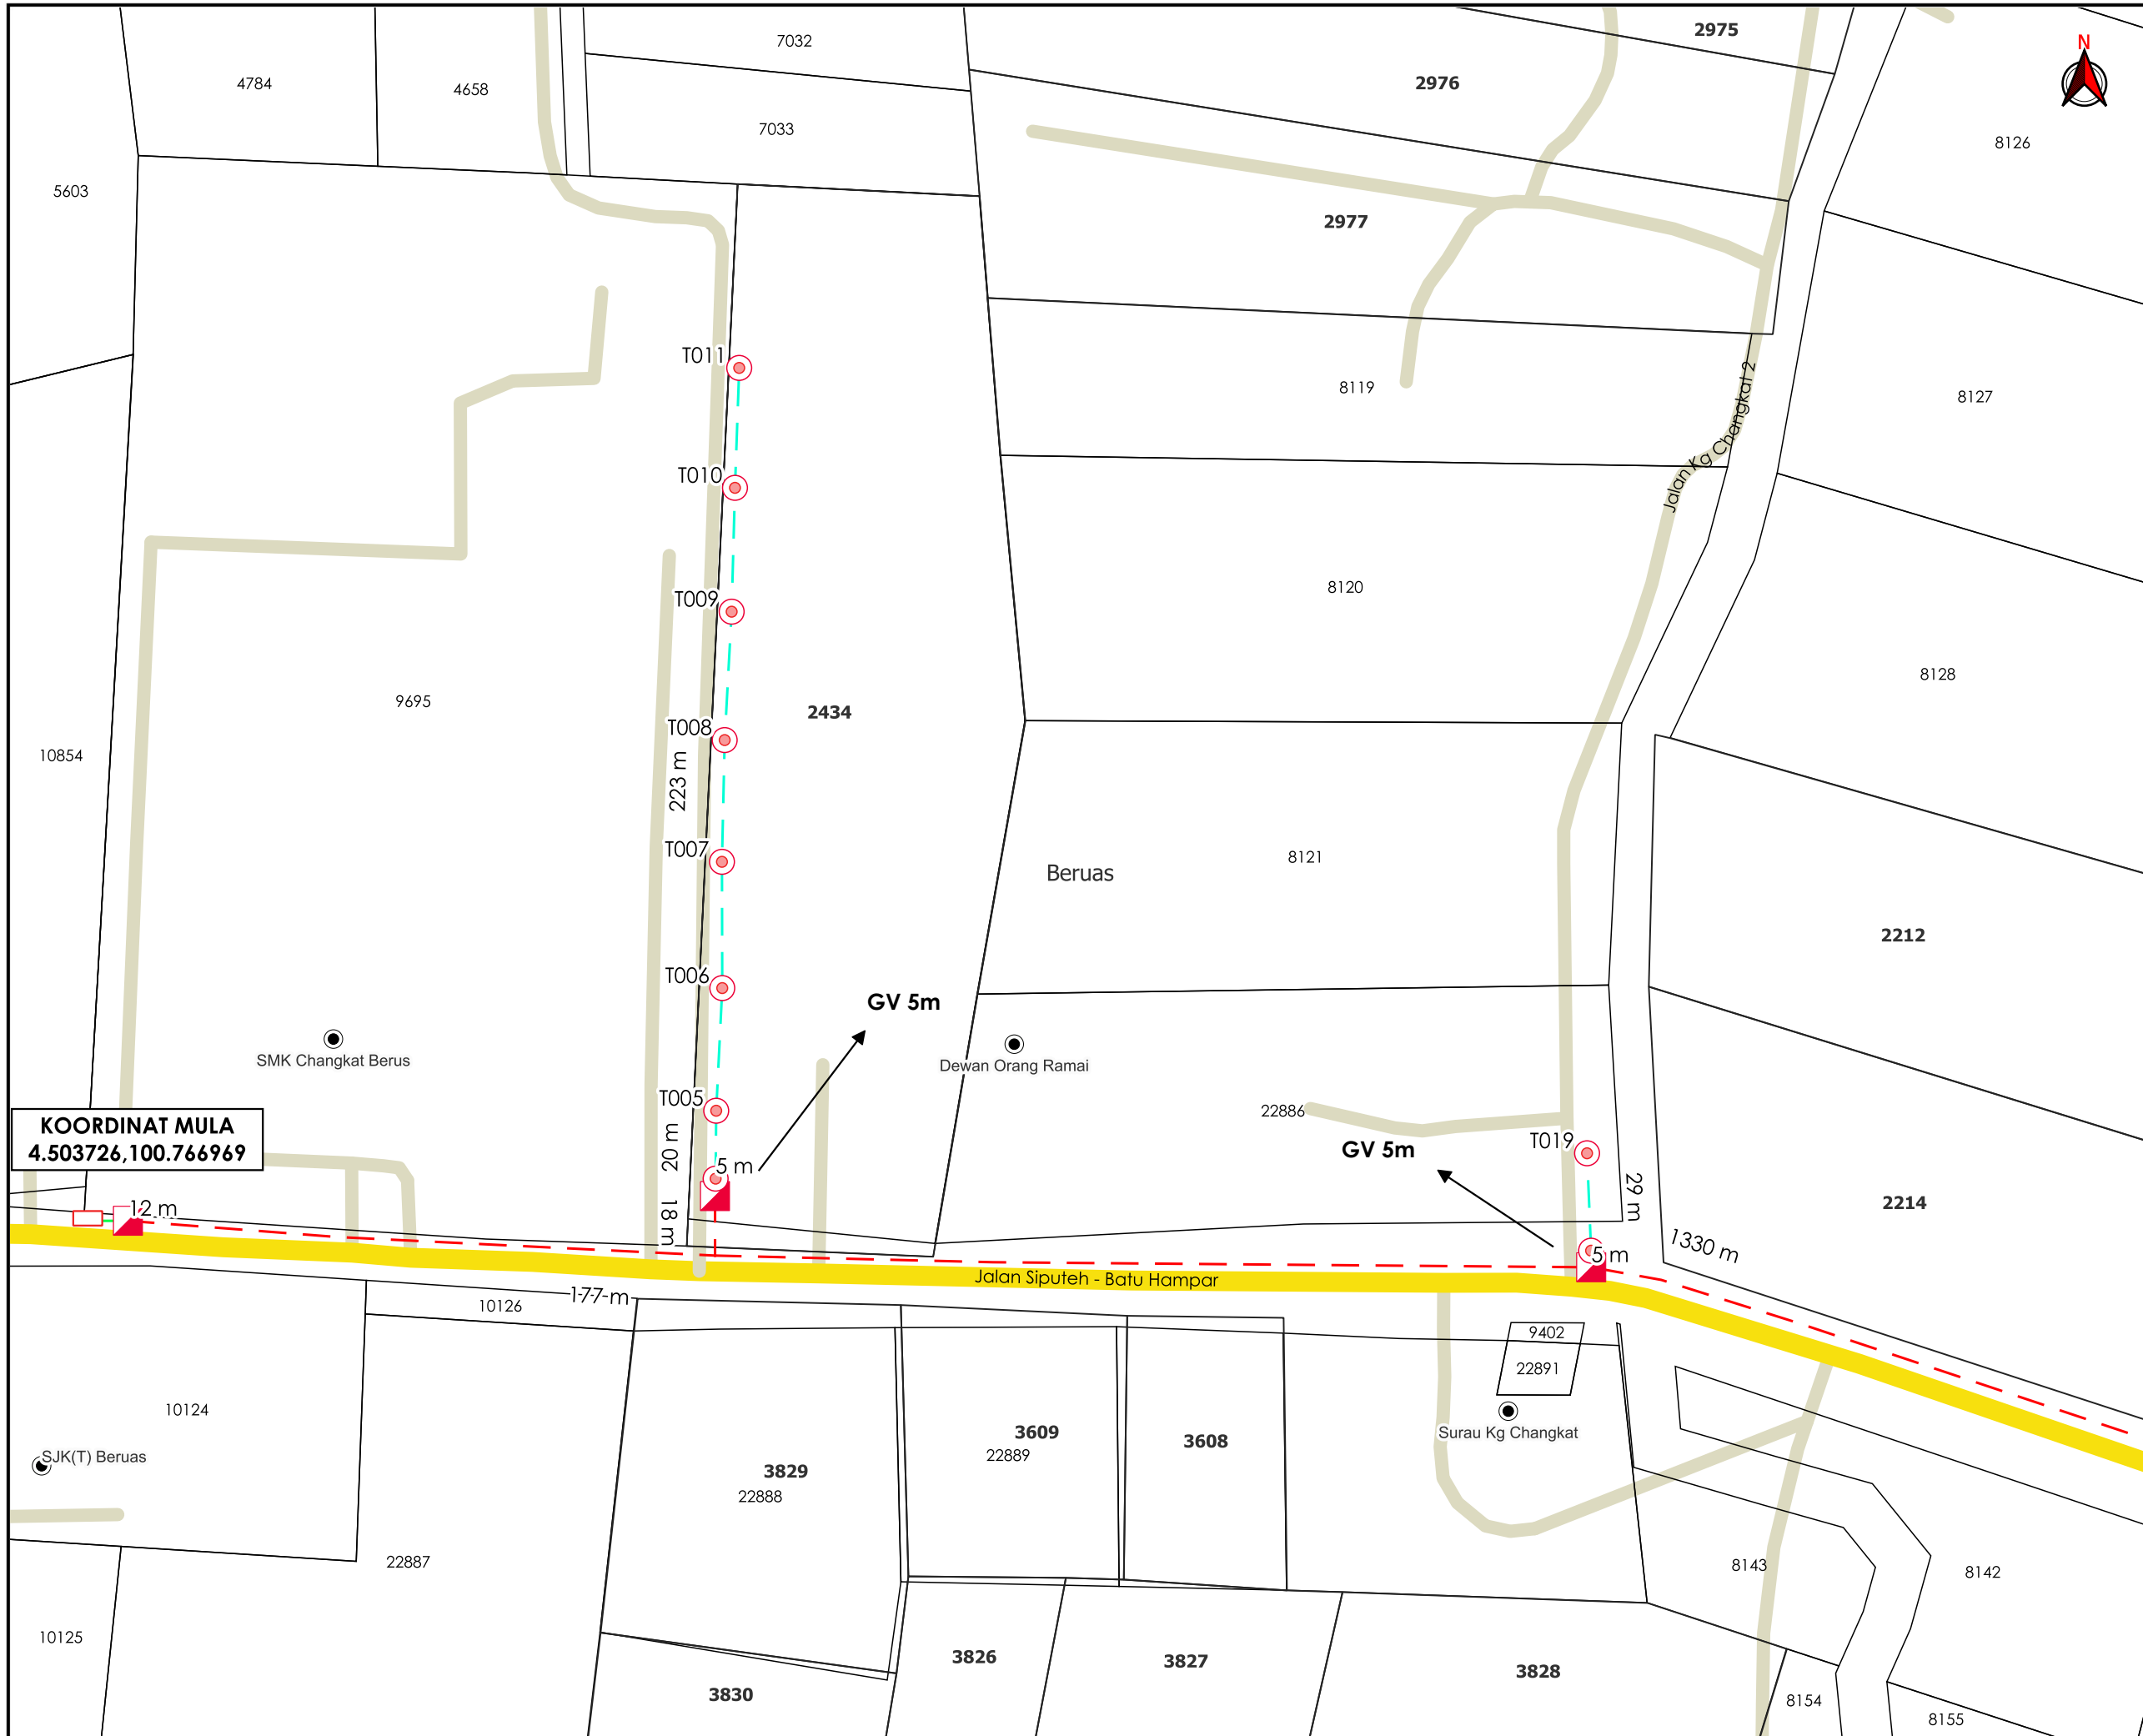 7032
2975
N
4784
4658
2976
7033
8126
5603
2977
T011
8119
8127
Jalan Kg Changkat 2
T010
8120
T009
8128
9695
2434
T008
10854
223 m
T007
8121
Beruas
2212
T006
GV 5m
SMK Changkat Berus
Dewan Orang Ramai
T005
22886
KOORDINAT MULA
4.503726,100.766969
20 m
GV 5m
T019
5 m
29 m
2214
12 m
18 m
1330 m
5 m
Jalan Siputeh - Batu Hampar
177 m
10126
9402
22891
10124
3609
3608
Surau Kg Changkat
22889
SJK(T) Beruas
3829
22888
22887
8143
8142
10125
3826
3827
3828
3830
8154
8155